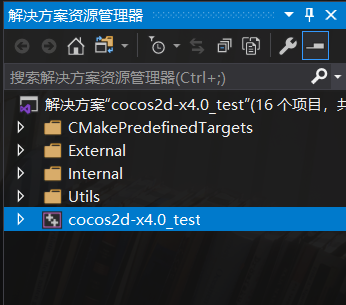 解决方案资源管理器
搜索解决方案资源管理器(Ctrl+;)
解决方案"cocos2d-x4.0_test"(16 个项目，共
CMakePredefinedTargets
External
Internal
Utils
cocos2d-x4.0_test